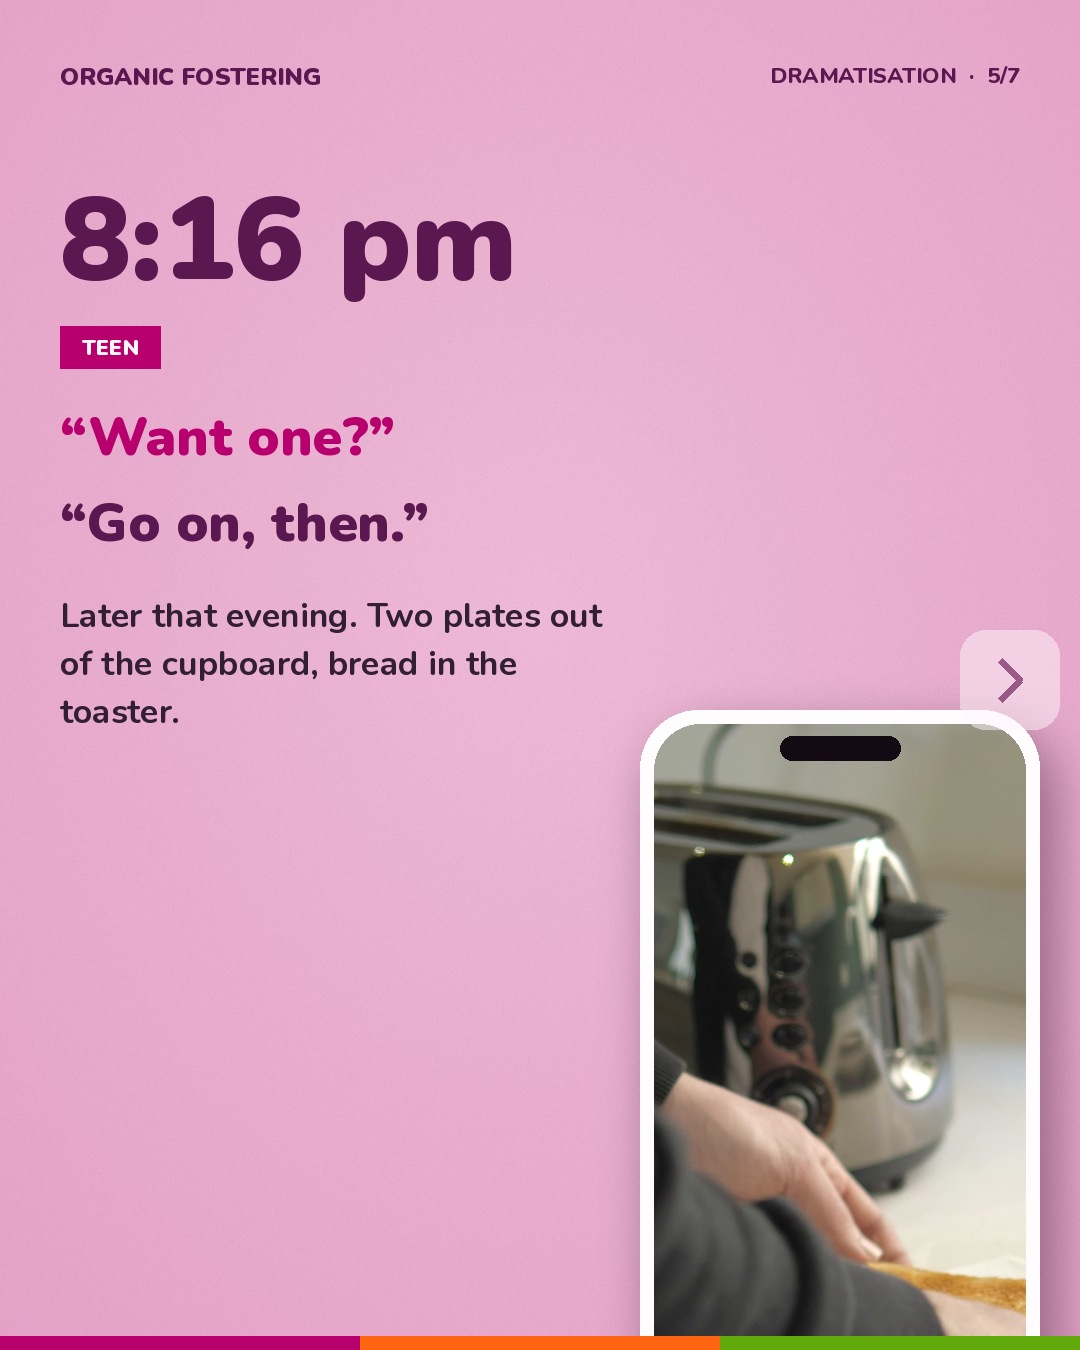 ORGANIC FOSTERING
DRAMATISATION · 5/7
8:16 pm
TEEN
“Want one?”
“Go on, then.”
Later that evening. Two plates out
of the cupboard, bread in the
toaster.